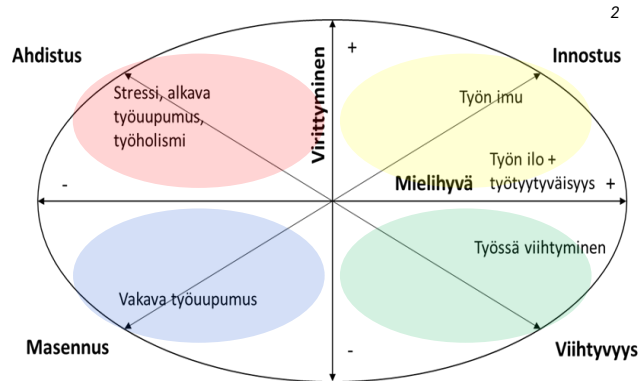 2
Ahdistus
+
Innostus
Virittyminen
Stressi, alkava
työuupumus,
työholismi
Työn imu
Työn ilo +
työtyytyväisyys
-
Mielihyvä
+
Työssä viihtyminen
Vakava työuupumus
Masennus
-
Viihtyvyys